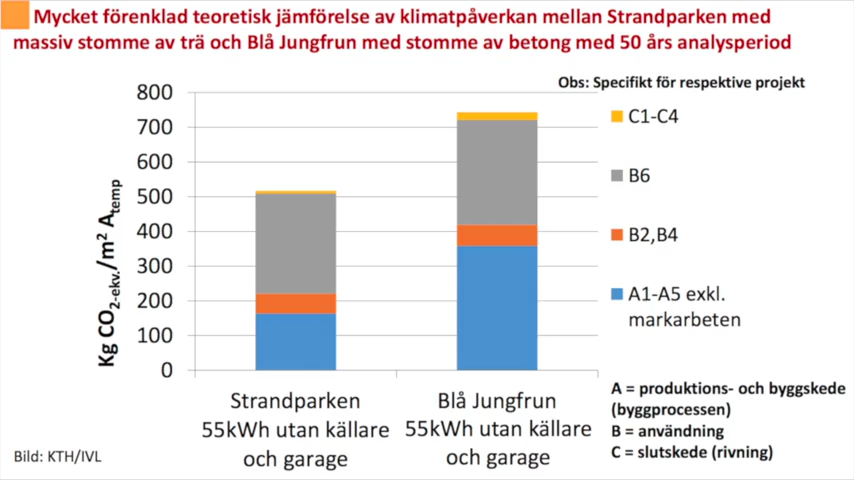 Mycket förenklad teoretisk jämförelse av klimatpåverkan mellan Strandparken med
massiv stomme av trä och Blå Jungfrun med stomme av betong med 50 års analysperiod
Obs: Specifikt för respektive projekt
Kg CO2-ekv./m² Atemp
800
700
600
500
400
300
200
100
0
C1-C4
B6
B2,B4
A1-A5 exkl.
markarbeten
Strandparken
55kWh utan källare
och garage
Blå Jungfrun
55kWh utan källare
och garage
A = produktions- och byggskede
(byggprocessen)
B = användning
C = slutskede (rivning)
Bild: KTH/IVL